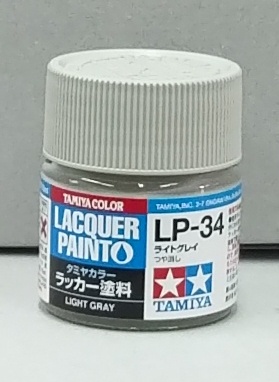 TAMIYA COLOR
LACQUER
PAINT
タミヤカラー
ラッカー塗料
LIGHT GRAY
LP-34
ライトグレイ
つや消し
TAMIYA